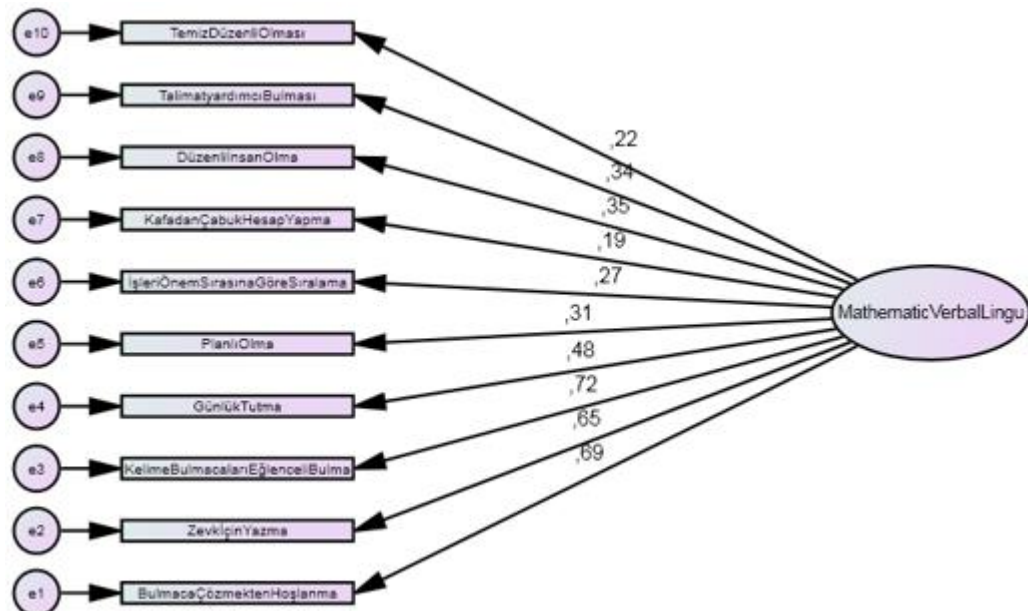 e10 TemizDüzenliOlması
e9 TalimatyardımcıBulması
e8 DüzenliİnsanOlma
e7 KafadanÇabukHesapYapma
e6 İşleriÖnemSırasınaGöreSıralama
e5 PlanlıOlma
e4 GünlükTutma
e3 KelimeBulmacalarıEğlenceliBulma
e2 ZevkİçinYazma
e1 BulmacaÇözmektenHoşlanma
,22
,34
,35
,19
,27
,31
,48
,72
,65
,69
MathematicVerbalLingu